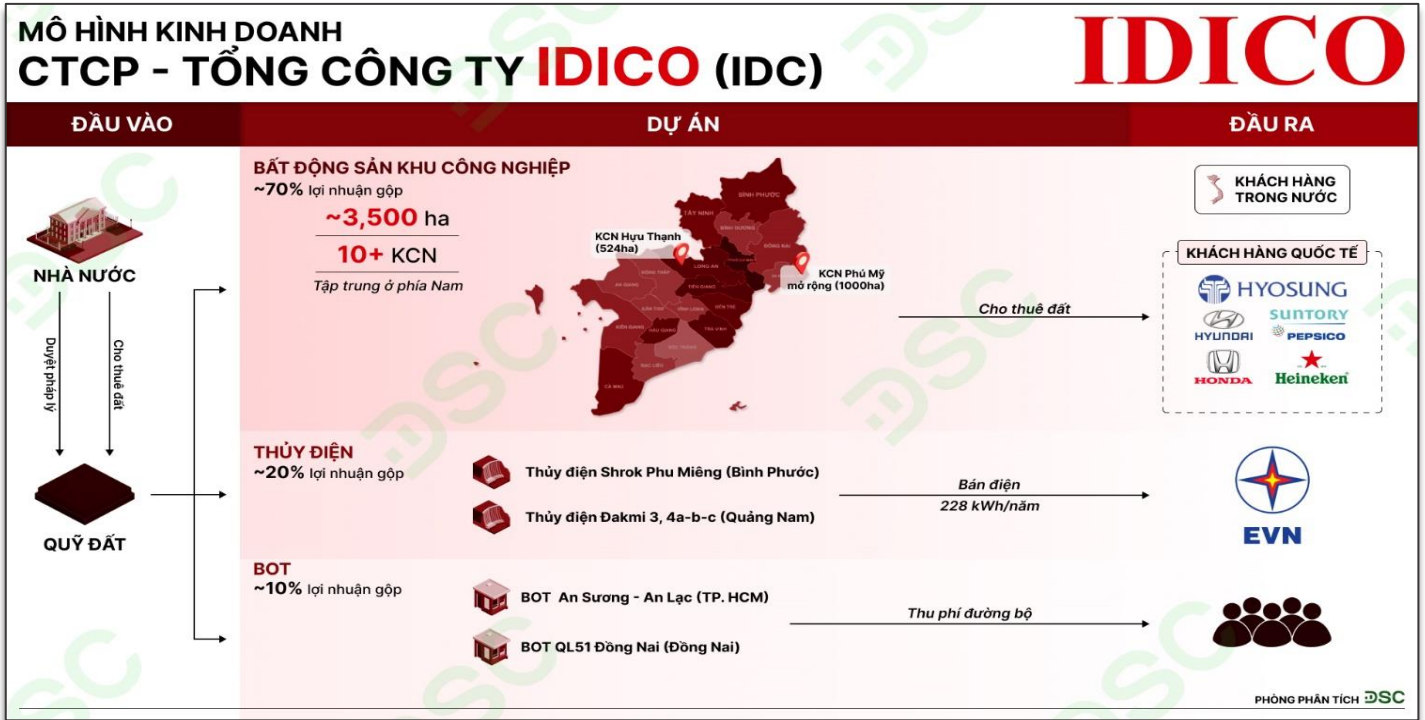 MÔ HÌNH KINH DOANH
CTCP - TỔNG CÔNG TY IDICO (IDC)
IDICO
ĐẦU VÀO
DỰ ÁN
ĐẦU RA
NHÀ NƯỚC
Duyệt pháp lý
Cho thuê đất
QUỸ ĐẤT
BẤT ĐỘNG SẢN KHU CÔNG NGHIỆP
~70% lợi nhuận gộp
~3,500 ha
10+ KCN
Tập trung ở phía Nam
KCN Hựu Thạnh
(524ha)
KCN Phú Mỹ
mở rộng (1000ha)
BÌNH PHƯỚC
TÂY NINH
BÌNH DƯƠNG
ĐỒNG NAI
LONG AN
ĐỒNG THÁP
AN GIANG
TIỀN GIANG
BẾN TRE
CẦN THƠ
VĨNH LONG
KIÊN GIANG
HẬU GIANG
TRÀ VINH
SÓC TRĂNG
BẠC LIÊU
CÀ MAU
Cho thuê đất
KHÁCH HÀNG
TRONG NƯỚC
KHÁCH HÀNG QUỐC TẾ
HYOSUNG
HYUNDAI
SUNTORY
PEPSICO
HONDA
Heineken
THỦY ĐIỆN
~20% lợi nhuận gộp
Thủy điện Shrok Phu Miêng (Bình Phước)
Thủy điện Đakmi 3, 4a-b-c (Quảng Nam)
Bán điện
228 kWh/năm
EVN
BOT
~10% lợi nhuận gộp
BOT An Sương - An Lạc (TP. HCM)
BOT QL51 Đồng Nai (Đồng Nai)
Thu phí đường bộ
PHÒNG PHÂN TÍCH DSC